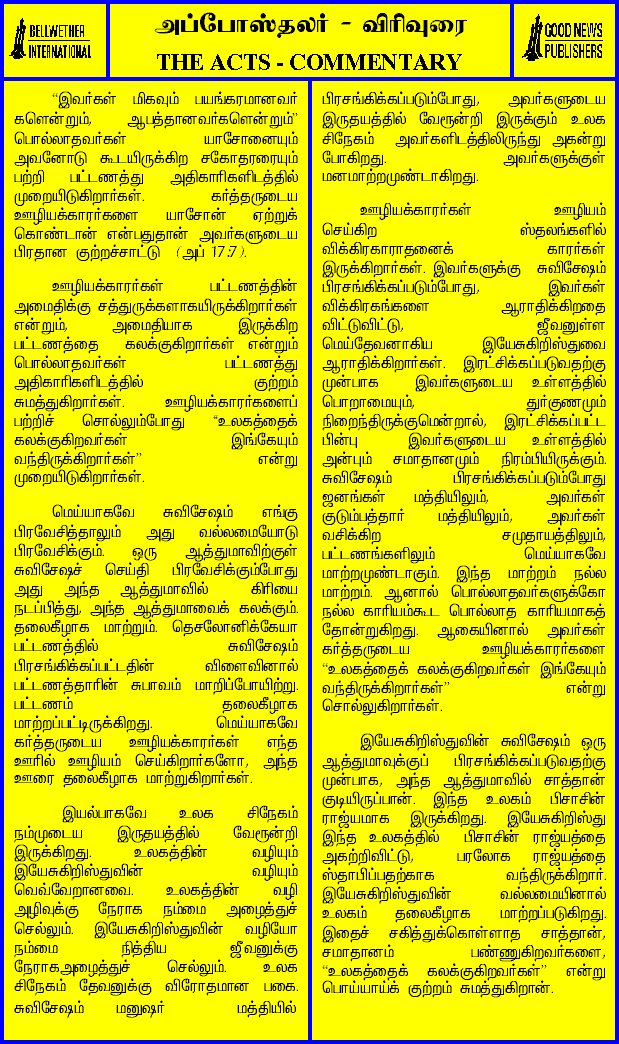 BELLWETHER
INTERNATIONAL
அப்போஸ்தலர் - விரிவுரை
THE ACTS - COMMENTARY
GOOD NEWS
PUBLISHERS
“இவர்கள் மிகவும் பயங்கரமானவர்
களென்றும், ஆபத்தானவர்களென்றும்”
பொல்லாதவர்கள் யாசோனையும்
அவனோடு கூடயிருக்கிற சகோதரரையும்
பற்றி பட்டணத்து அதிகாரிகளிடத்தில்
முறையிடுகிறார்கள். கர்த்தருடைய
ஊழியக்காரர்களை யாசோன் ஏற்றுக்
கொண்டான் என்பதுதான் அவர்களுடைய
பிரதான குற்றச்சாட்டு (அப் 17:7).
ஊழியக்காரர்கள் பட்டணத்தின்
அமைதிக்கு சத்துருக்களாகயிருக்கிறார்கள்
என்றும், அமைதியாக இருக்கிற
பட்டணத்தை கலக்குகிறார்கள் என்றும்
பொல்லாதவர்கள் பட்டணத்து
அதிகாரிகளிடத்தில் குற்றம்
சுமத்துகிறார்கள். ஊழியக்காரர்களைப்
பற்றிச் சொல்லும்போது “உலகத்தைக்
கலக்குகிறவர்கள் இங்கேயும்
வந்திருக்கிறார்கள்” என்று
முறையிடுகிறார்கள்.
மெய்யாகவே சுவிசேஷம் எங்கு
பிரவேசித்தாலும் அது வல்லமையோடு
பிரவேசிக்கும். ஒரு ஆத்துமாவிற்குள்
சுவிசேஷச் செய்தி பிரவேசிக்கும்போது
அது அந்த ஆத்துமாவில் கிரியை
நடப்பித்து, அந்த ஆத்துமாவைக் கலக்கும்.
தலைகீழாக மாற்றும். தெசலோனிக்கேயா
பட்டணத்தில் சுவிசேஷம்
பிரசங்கிக்கப்பட்டதின் விளைவினால்
பட்டணத்தாரின் சுபாவம் மாறிப்போயிற்று.
பட்டணம் தலைகீழாக
மாற்றப்பட்டிருக்கிறது. மெய்யாகவே
கர்த்தருடைய ஊழியக்காரர்கள் எந்த
ஊரில் ஊழியம் செய்கிறார்களோ, அந்த
ஊரை தலைகீழாக மாற்றுகிறார்கள்.
இயல்பாகவே உலக சிநேகம்
நம்முடைய இருதயத்தில் வேரூன்றி
இருக்கிறது. உலகத்தின் வழியும்
இயேசுகிறிஸ்துவின் வழியும்
வெவ்வேறானவை. உலகத்தின் வழி
அழிவுக்கு நேராக நம்மை அழைத்துச்
செல்லும். இயேசுகிறிஸ்துவின் வழியோ
நம்மை நித்திய ஜீவனுக்கு
நேராகஅழைத்துச் செல்லும். உலக
சிநேகம் தேவனுக்கு விரோதமான பகை.
சுவிசேஷம் மனுஷர் மத்தியில்
பிரசங்கிக்கப்படும்போது, அவர்களுடைய
இருதயத்தில் வேரூன்றி இருக்கும் உலக
சிநேகம் அவர்களிடத்திலிருந்து அகன்று
போகிறது. அவர்களுக்குள்
மனமாற்றமுண்டாகிறது.
ஊழியக்காரர்கள் ஊழியம்
செய்கிற ஸ்தலங்களில்
விக்கிரகாராதனைக் காரர்கள்
இருக்கிறார்கள். இவர்களுக்கு சுவிசேஷம்
பிரசங்கிக்கப்படும்போது, இவர்கள்
விக்கிரகங்களை ஆராதிக்கிறதை
விட்டுவிட்டு, ஜீவனுள்ள
மெய்தேவனாகிய இயேசுகிறிஸ்துவை
ஆராதிக்கிறார்கள். இரட்சிக்கப்படுவதற்கு
முன்பாக இவர்களுடைய உள்ளத்தில்
பொறாமையும், துர்குணமும்
நிறைந்திருக்குமென்றால், இரட்சிக்கப்பட்ட
பின்பு இவர்களுடைய உள்ளத்தில்
அன்பும் சமாதானமும் நிரம்பியிருக்கும்.
சுவிசேஷம் பிரசங்கிக்கப்படும்போது
ஜனங்கள் மத்தியிலும், அவர்கள்
குடும்பத்தார் மத்தியிலும், அவர்கள்
வசிக்கிற சமுதாயத்திலும்,
பட்டணங்களிலும் மெய்யாகவே
மாற்றமுண்டாகும். இந்த மாற்றம் நல்ல
மாற்றம். ஆனால் பொல்லாதவர்களுக்கோ
நல்ல காரியம்கூட பொல்லாத காரியமாகத்
தோன்றுகிறது. ஆகையினால் அவர்கள்
கர்த்தருடைய ஊழியக்காரர்களை
“உலகத்தைக் கலக்குகிறவர்கள் இங்கேயும்
வந்திருக்கிறார்கள்” என்று
சொல்லுகிறார்கள்.
இயேசுகிறிஸ்துவின் சுவிசேஷம் ஒரு
ஆத்துமாவுக்குப் பிரசங்கிக்கப்படுவதற்கு
முன்பாக, அந்த ஆத்துமாவில் சாத்தான்
குடியிருப்பான். இந்த உலகம் பிசாசின்
ராஜ்யமாக இருக்கிறது. இயேசுகிறிஸ்து
இந்த உலகத்தில் பிசாசின் ராஜ்யத்தை
அகற்றிவிட்டு, பரலோக ராஜ்யத்தை
ஸ்தாபிப்பதற்காக வந்திருக்கிறார்.
இயேசுகிறிஸ்துவின் வல்லமையினால்
உலகம் தலைகீழாக மாற்றப்படுகிறது.
இதைச் சகித்துக்கொள்ளாத சாத்தான்,
சமாதானம் பண்ணுகிறவர்களை,
“உலகத்தைக் கலக்குகிறவர்கள்” என்று
பொய்யாய்க் குற்றம் சுமத்துகிறான்.